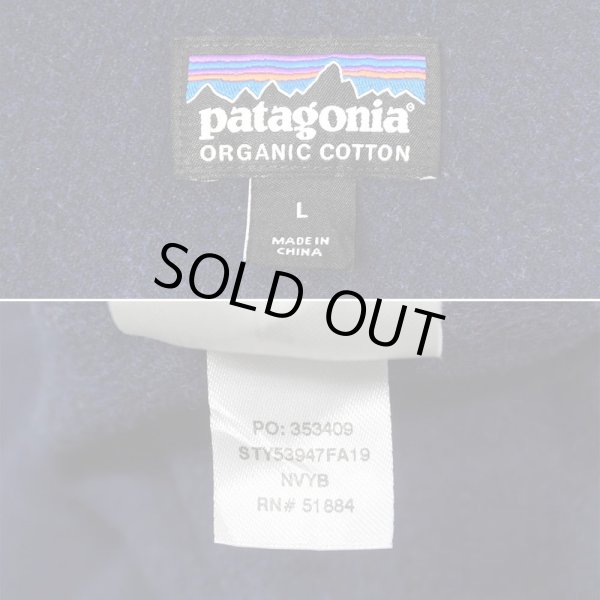 patagonia®
ORGANIC COTTON
L
MADE IN
CHINA
SOLD OUT
PO: 353409
STY53947FA19
NVYB
RN# 51884